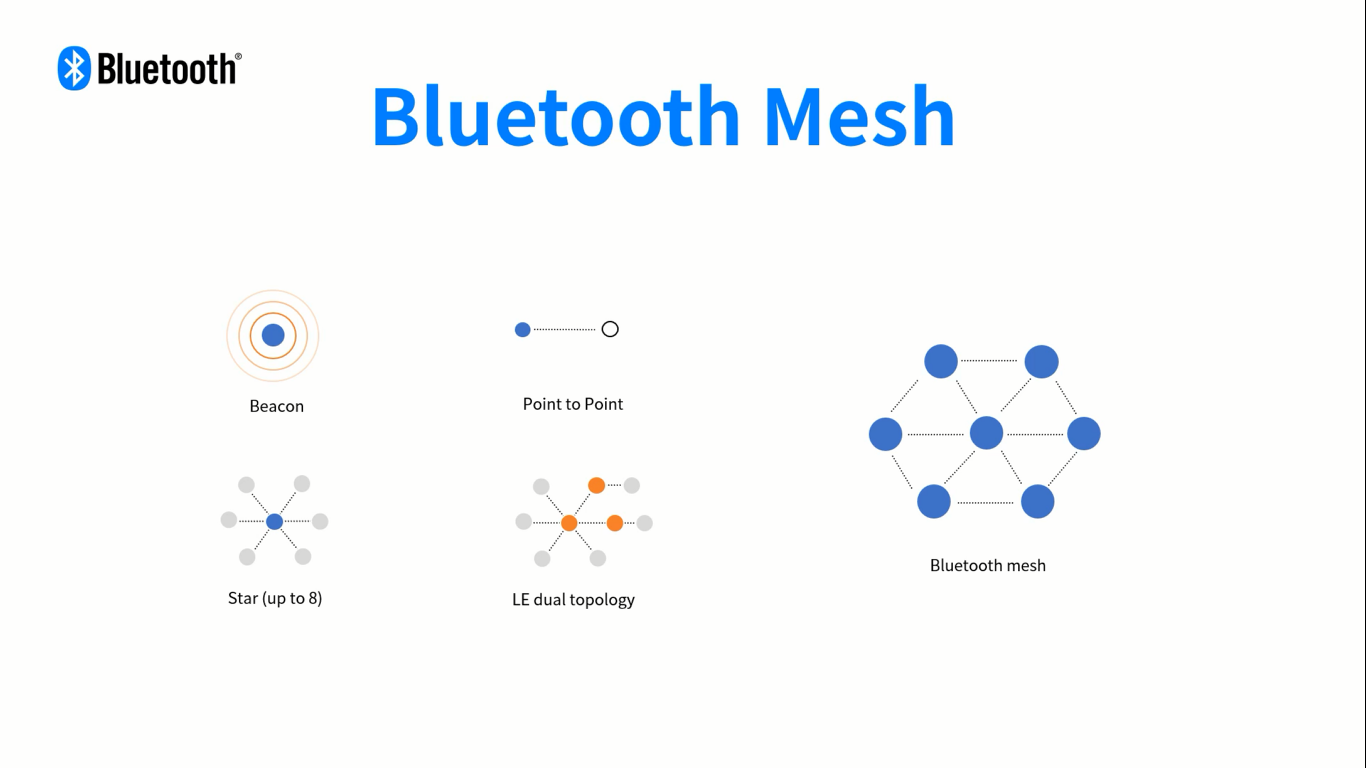 Bluetooth®
Bluetooth Mesh
Beacon
Point to Point
Star (up to 8)
LE dual topology
Bluetooth mesh